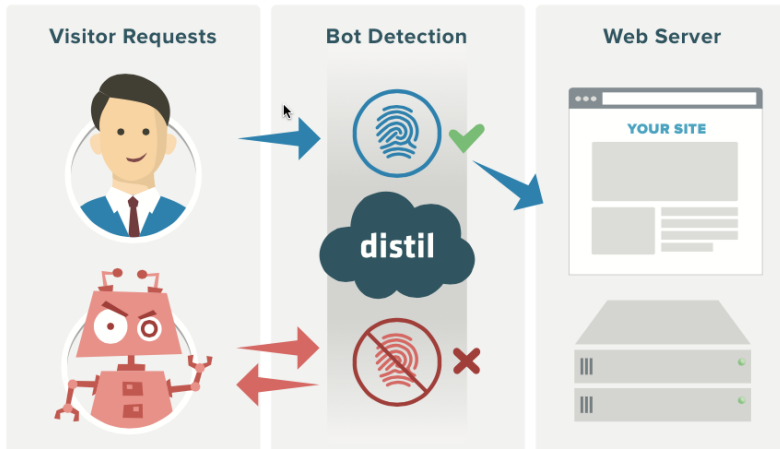 Visitor Requests
Bot Detection
Web Server
YOUR SITE
distil